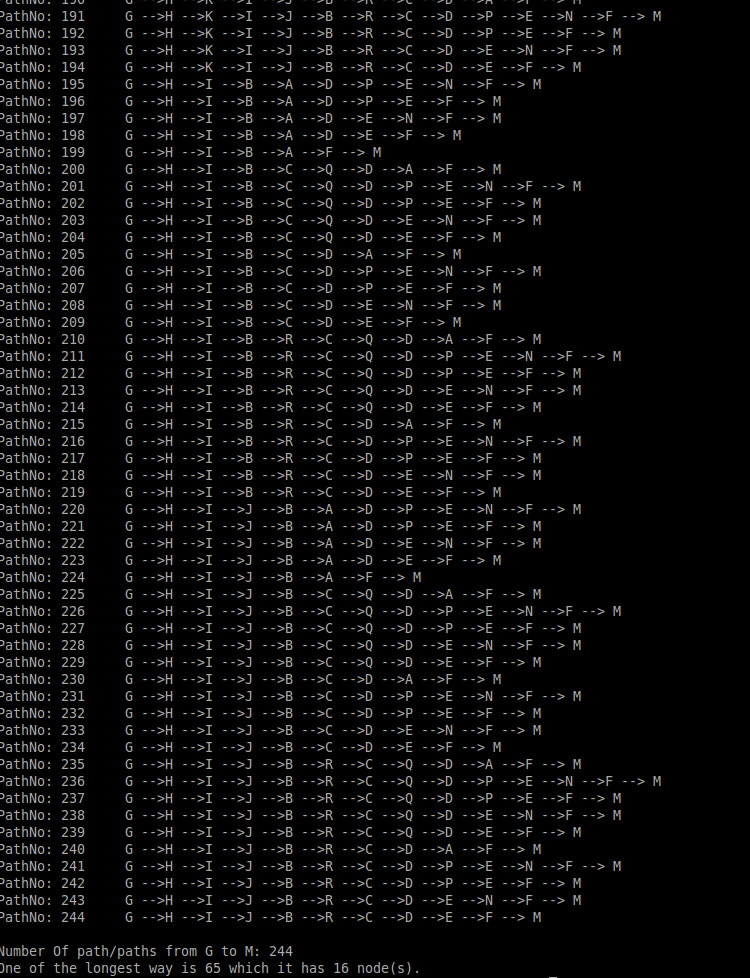 PathNo: 190 G -->H -->K -->I -->J -->B -->R -->C -->D -->A -->F --> M
PathNo: 191 G -->H -->K -->I -->J -->B -->R -->C -->D -->P -->E -->N -->F --> M
PathNo: 192 G -->H -->K -->I -->J -->B -->R -->C -->D -->P -->E -->F --> M
PathNo: 193 G -->H -->K -->I -->J -->B -->R -->C -->D -->E -->N -->F --> M
PathNo: 194 G -->H -->K -->I -->J -->B -->R -->C -->D -->E -->F --> M
PathNo: 195 G -->H -->I -->B -->A -->D -->P -->E -->N -->F --> M
PathNo: 196 G -->H -->I -->B -->A -->D -->P -->E -->F --> M
PathNo: 197 G -->H -->I -->B -->A -->D -->E -->N -->F --> M
PathNo: 198 G -->H -->I -->B -->A -->D -->E -->F --> M
PathNo: 199 G -->H -->I -->B -->A -->F --> M
PathNo: 200 G -->H -->I -->B -->C -->Q -->D -->A -->F --> M
PathNo: 201 G -->H -->I -->B -->C -->Q -->D -->P -->E -->N -->F --> M
PathNo: 202 G -->H -->I -->B -->C -->Q -->D -->P -->E -->F --> M
PathNo: 203 G -->H -->I -->B -->C -->Q -->D -->E -->N -->F --> M
PathNo: 204 G -->H -->I -->B -->C -->Q -->D -->E -->F --> M
PathNo: 205 G -->H -->I -->B -->C -->D -->A -->F --> M
PathNo: 206 G -->H -->I -->B -->C -->D -->P -->E -->N -->F --> M
PathNo: 207 G -->H -->I -->B -->C -->D -->P -->E -->F --> M
PathNo: 208 G -->H -->I -->B -->C -->D -->E -->N -->F --> M
PathNo: 209 G -->H -->I -->B -->C -->D -->E -->F --> M
PathNo: 210 G -->H -->I -->B -->R -->C -->Q -->D -->A -->F --> M
PathNo: 211 G -->H -->I -->B -->R -->C -->Q -->D -->P -->E -->N -->F --> M
PathNo: 212 G -->H -->I -->B -->R -->C -->Q -->D -->P -->E -->F --> M
PathNo: 213 G -->H -->I -->B -->R -->C -->Q -->D -->E -->N -->F --> M
PathNo: 214 G -->H -->I -->B -->R -->C -->Q -->D -->E -->F --> M
PathNo: 215 G -->H -->I -->B -->R -->C -->D -->A -->F --> M
PathNo: 216 G -->H -->I -->B -->R -->C -->D -->P -->E -->N -->F --> M
PathNo: 217 G -->H -->I -->B -->R -->C -->D -->P -->E -->F --> M
PathNo: 218 G -->H -->I -->B -->R -->C -->D -->E -->N -->F --> M
PathNo: 219 G -->H -->I -->B -->R -->C -->D -->E -->F --> M
PathNo: 220 G -->H -->I -->J -->B -->A -->D -->P -->E -->N -->F --> M
PathNo: 221 G -->H -->I -->J -->B -->A -->D -->P -->E -->F --> M
PathNo: 222 G -->H -->I -->J -->B -->A -->D -->E -->N -->F --> M
PathNo: 223 G -->H -->I -->J -->B -->A -->D -->E -->F --> M
PathNo: 224 G -->H -->I -->J -->B -->A -->F --> M
PathNo: 225 G -->H -->I -->J -->B -->C -->Q -->D -->A -->F --> M
PathNo: 226 G -->H -->I -->J -->B -->C -->Q -->D -->P -->E -->N -->F --> M
PathNo: 227 G -->H -->I -->J -->B -->C -->Q -->D -->P -->E -->F --> M
PathNo: 228 G -->H -->I -->J -->B -->C -->Q -->D -->E -->N -->F --> M
PathNo: 229 G -->H -->I -->J -->B -->C -->Q -->D -->E -->F --> M
PathNo: 230 G -->H -->I -->J -->B -->C -->D -->A -->F --> M
PathNo: 231 G -->H -->I -->J -->B -->C -->D -->P -->E -->N -->F --> M
PathNo: 232 G -->H -->I -->J -->B -->C -->D -->P -->E -->F --> M
PathNo: 233 G -->H -->I -->J -->B -->C -->D -->E -->N -->F --> M
PathNo: 234 G -->H -->I -->J -->B -->C -->D -->E -->F --> M
PathNo: 235 G -->H -->I -->J -->B -->R -->C -->Q -->D -->A -->F --> M
PathNo: 236 G -->H -->I -->J -->B -->R -->C -->Q -->D -->P -->E -->N -->F --> M
PathNo: 237 G -->H -->I -->J -->B -->R -->C -->Q -->D -->P -->E -->F --> M
PathNo: 238 G -->H -->I -->J -->B -->R -->C -->Q -->D -->E -->N -->F --> M
PathNo: 239 G -->H -->I -->J -->B -->R -->C -->Q -->D -->E -->F --> M
PathNo: 240 G -->H -->I -->J -->B -->R -->C -->D -->A -->F --> M
PathNo: 241 G -->H -->I -->J -->B -->R -->C -->D -->P -->E -->N -->F --> M
PathNo: 242 G -->H -->I -->J -->B -->R -->C -->D -->P -->E -->F --> M
PathNo: 243 G -->H -->I -->J -->B -->R -->C -->D -->E -->N -->F --> M
PathNo: 244 G -->H -->I -->J -->B -->R -->C -->D -->E -->F --> M
Number Of path/paths from G to M: 244
One of the longest way is 65 which it has 16 node(s).